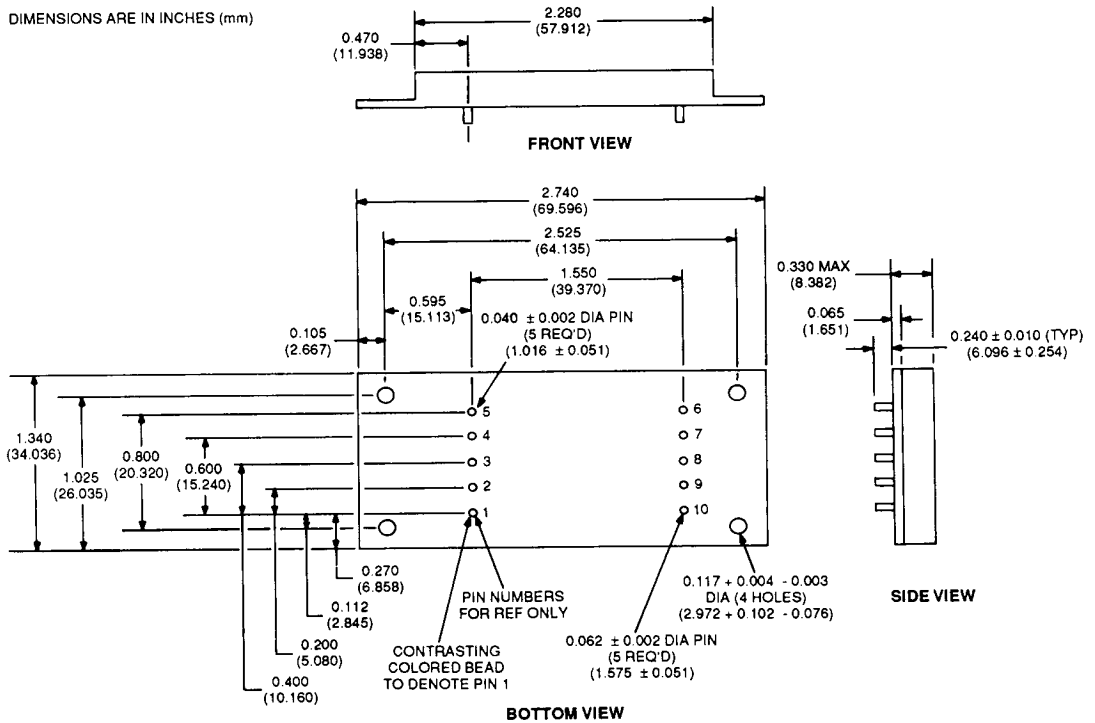 DIMENSIONS ARE IN INCHES (mm)
2.280
(57.912)
0.470
(11.938)
FRONT VIEW
2.740
(69.596)
2.525
(64.135)
1.550
(39.370)
0.595
(15.113)
0.040 ± 0.002 DIA PIN
(5 REQ'D)
(1.016 ± 0.051)
0.105
(2.667)
0.330 MAX
(8.382)
0.065
(1.651)
0.240 ± 0.010 (TYP)
(6.096 ± 0.254)
1.340
(34.036)
1.025
(26.035)
0.800
(20.320)
0.600
(15.240)
5
4
3
2
1
6
7
8
9
10
0.270
(6.858)
0.112
(2.845)
0.200
(5.080)
0.400
(10.160)
PIN NUMBERS
FOR REF ONLY
CONTRASTING
COLORED BEAD
TO DENOTE PIN 1
0.062 ± 0.002 DIA PIN
(5 REQ'D)
(1.575 ± 0.051)
0.117 + 0.004 - 0.003
DIA (4 HOLES)
(2.972 + 0.102 - 0.076)
SIDE VIEW
BOTTOM VIEW